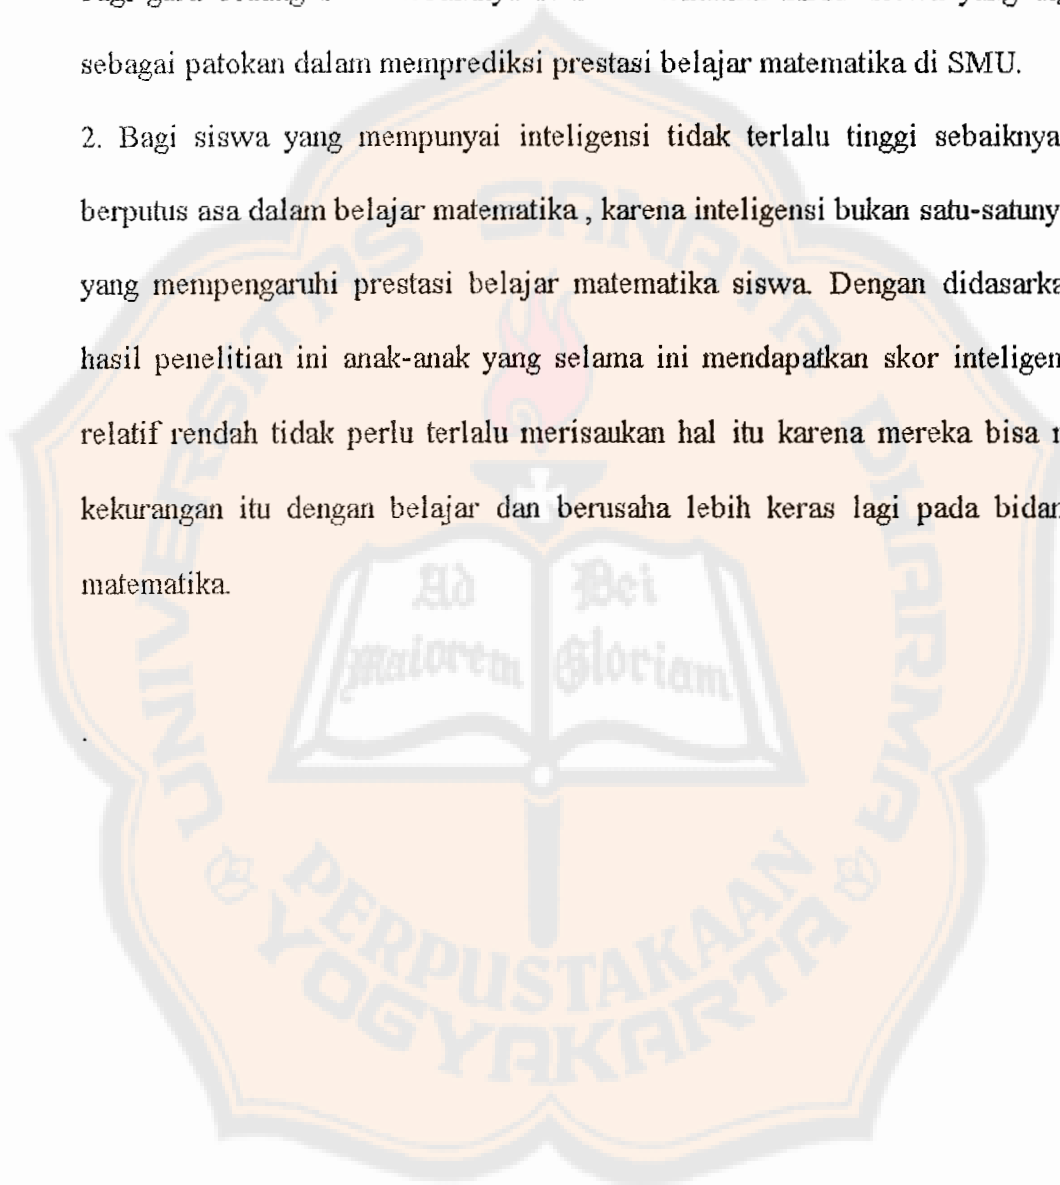 sebagai patokan dalam memprediksi prestasi belajar matematika di SMU.
2. Bagi siswa yang mempunyai inteligensi tidak terlalu tinggi sebaiknya
berputus asa dalam belajar matematika , karena inteligensi bukan satu-satuny
yang mempengaruhi prestasi belajar matematika siswa. Dengan didasarka
hasil penelitian ini anak-anak yang selama ini mendapatkan skor inteligen
relatif rendah tidak perlu terlalu merisaukan hal itu karena mereka bisa
kekurangan itu dengan belajar dan berusaha lebih keras lagi pada bidan
matematika.
.
UNIVERSITAS SANATA DHARMA
Ad Dei
Maiorem Gloriam
PERPUSTAKAAN
YOGYAKARTA